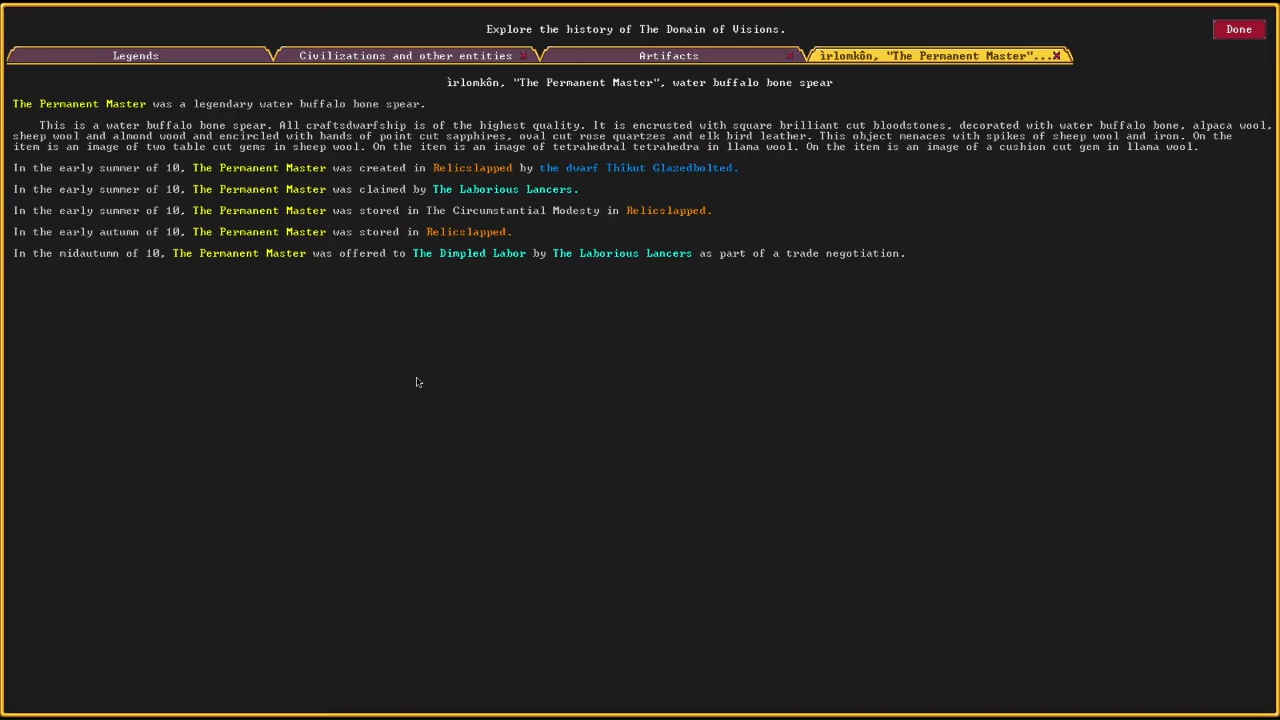 Explore the history of The Domain of Visions.
Done
Legends
Civilizations and other entities
Artifacts
ìrlomkôn, "The Permanent Master"...
ìrlomkôn, "The Permanent Master", water buffalo bone spear
The Permanent Master was a legendary water buffalo bone spear.
This is a water buffalo bone spear. All craftsdwarfship is of the highest quality. It is encrusted with square brilliant cut bloodstones, decorated with water buffalo bone, alpaca wool,
sheep wool and almond wood and encircled with bands of point cut sapphires, oval cut rose quartzes and elk bird leather. This object menaces with spikes of sheep wool and iron. On the
item is an image of two table cut gems in sheep wool. On the item is an image of tetrahedral tetrahedra in llama wool. On the item is an image of a cushion cut gem in llama wool.
In the early summer of 10, The Permanent Master was created in Relicslapped by the dwarf Thîkut Glazedbolted.
In the early summer of 10, The Permanent Master was claimed by The Laborious Lancers.
In the early summer of 10, The Permanent Master was stored in The Circumstantial Modesty in Relicslapped.
In the early autumn of 10, The Permanent Master was stored in Relicslapped.
In the midautumn of 10, The Permanent Master was offered to The Dimpled Labor by The Laborious Lancers as part of a trade negotiation.